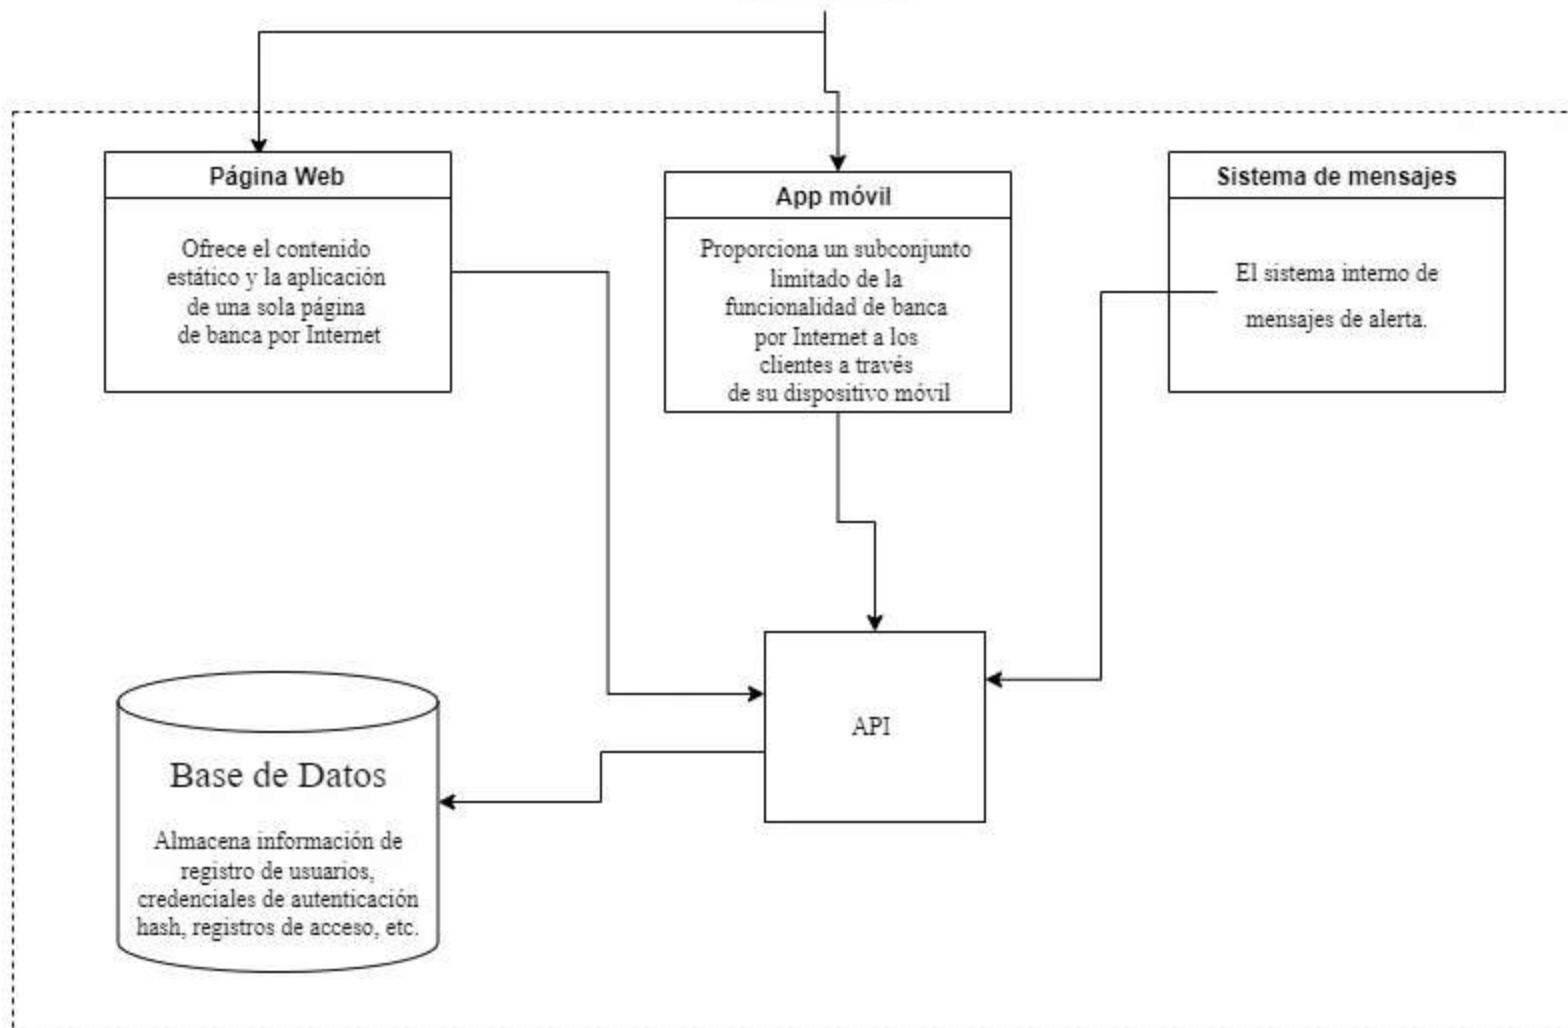 Página Web
Ofrece el contenido
estático y la aplicación
de una sola página
de banca por Internet
App móvil
Proporciona un subconjunto
limitado de la
funcionalidad de banca
por Internet a los
clientes a través
de su dispositivo móvil
Sistema de mensajes
El sistema interno de
mensajes de alerta.
API
Base de Datos
Almacena información de
registro de usuarios,
credenciales de autenticación
hash, registros de acceso, etc.